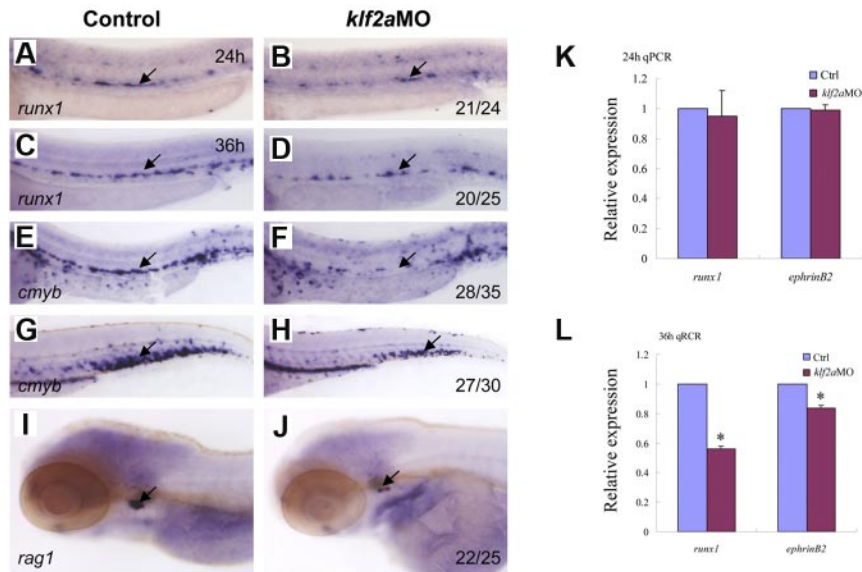 Control
klf2aMO
A
24h
runx1
B
21/24
C
36h
runx1
D
20/25
E
cmyb
F
28/35
G
cmyb
H
27/30
I
rag1
J
22/25
K
24h qPCR
Ctrl
klf2aMO
Relative expression
1.2
1
0.8
0.6
0.4
0.2
0
runx1
ephrinB2
L
36h qRCR
Ctrl
klf2aMO
Relative expression
1.2
1
0.8
0.6
0.4
0.2
0
*
*
runx1
ephrinB2